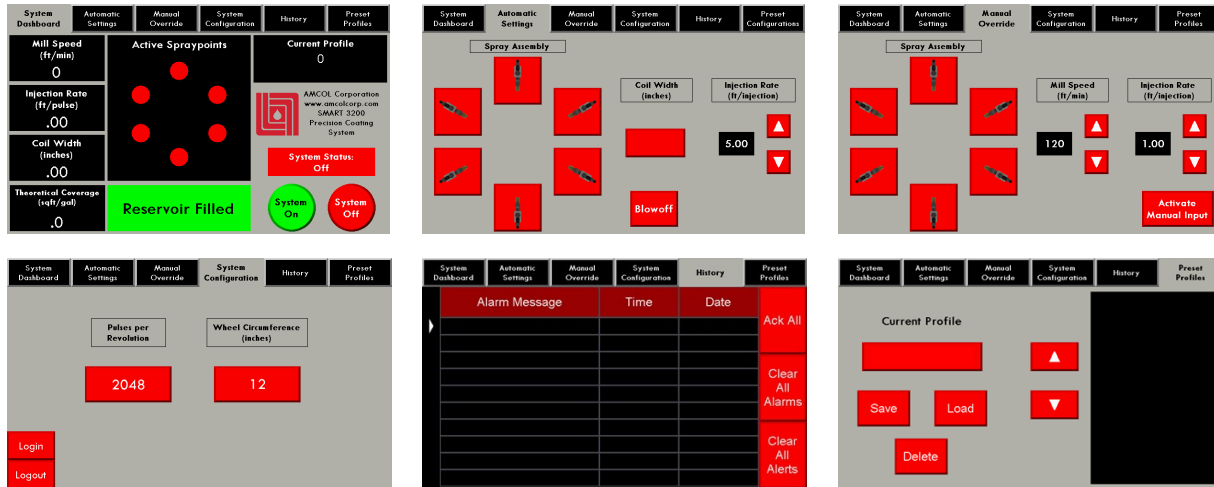 System Dashboard
Automatic Settings
Manual Override
System Configuration
History
Preset Profiles
Mill Speed
(ft/min)
0
Injection Rate
(ft/pulse)
.00
Coil Width
(inches)
.00
Theoretical Coverage
(sqft/gal)
.0
Active Spraypoints
Reservoir Filled
Current Profile
0
AMCOL Corporation
www.amcolcorp.com
SMART 3200
Precision Coating
System
System Status:
Off
System
On
System
Off
System Dashboard
Automatic Settings
Manual Override
System Configuration
History
Preset Configurations
Spray Assembly
Coil Width
(inches)
Injection Rate
(ft/injection)
5.00
Blowoff
System Dashboard
Automatic Settings
Manual Override
System Configuration
History
Preset Profiles
Spray Assembly
Mill Speed
(ft/min)
120
Injection Rate
(ft/injection)
1.00
Activate
Manual Input
System Dashboard
Automatic Settings
Manual Override
System Configuration
History
Preset Profiles
Pulses per
Revolution
2048
Wheel Circumference
(inches)
12
Login
Logout
System Dashboard
Automatic Settings
Manual Override
System Configuration
History
Preset Profiles
Alarm Message
Time
Date
Ack All
Clear
All
Alarms
Clear
All
Alerts
System Dashboard
Automatic Settings
Manual Override
System Configuration
History
Preset Profiles
Current Profile
Save
Load
Delete